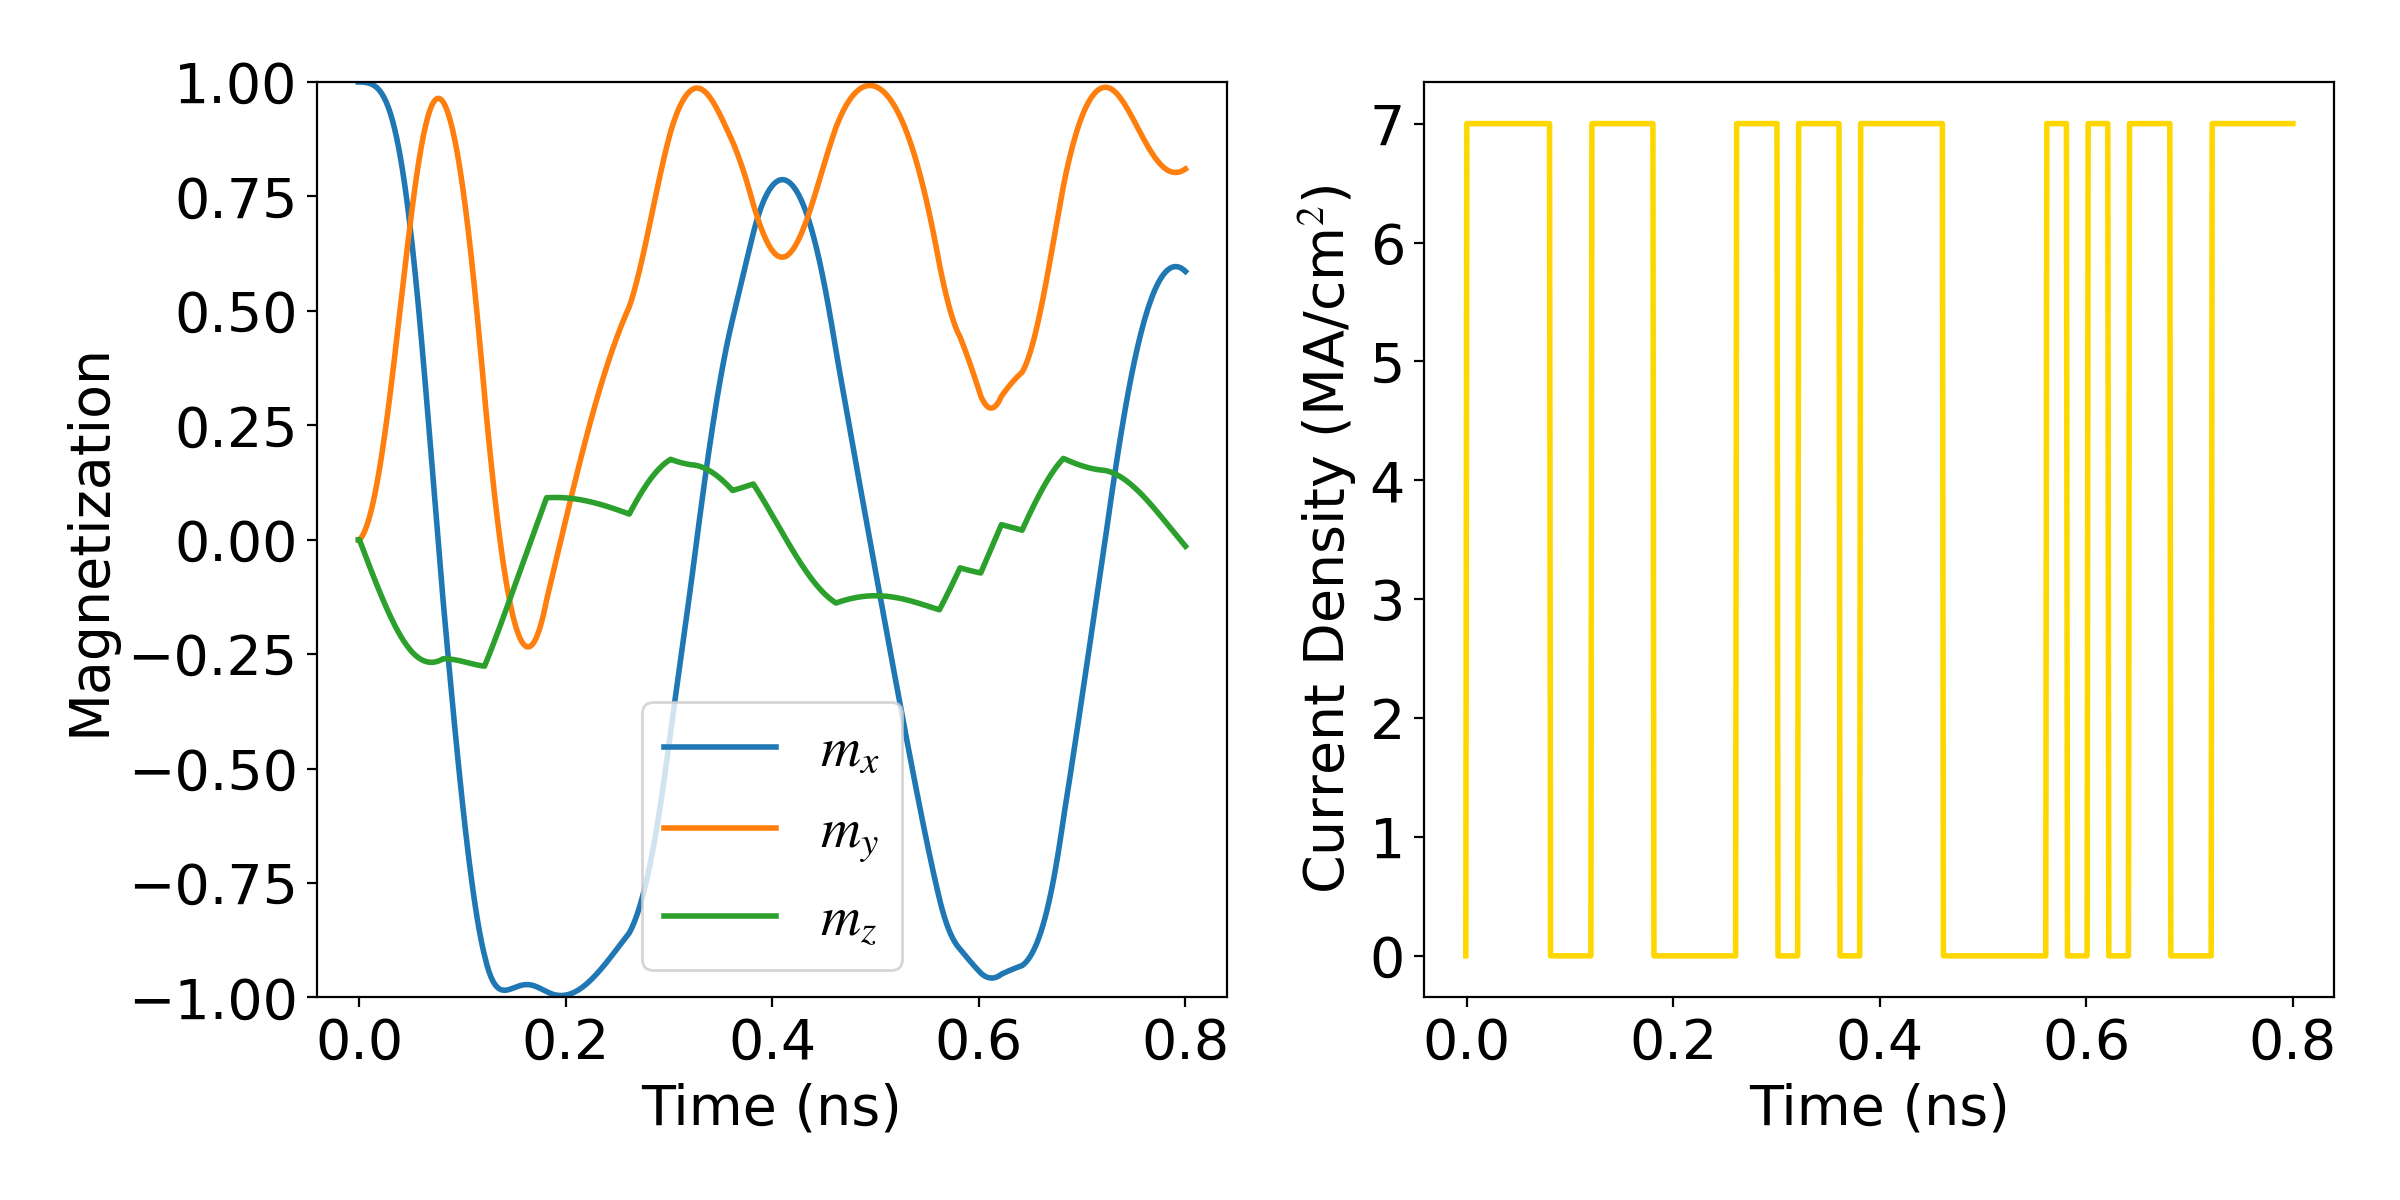 Magnetization
1.00
0.75
0.50
0.25
0.00
−0.25
−0.50
−0.75
−1.00
0.0 0.2 0.4 0.6 0.8
Time (ns)
mₓ
m_y
m_z
Current Density (MA/cm²)
7
6
5
4
3
2
1
0
0.0 0.2 0.4 0.6 0.8
Time (ns)